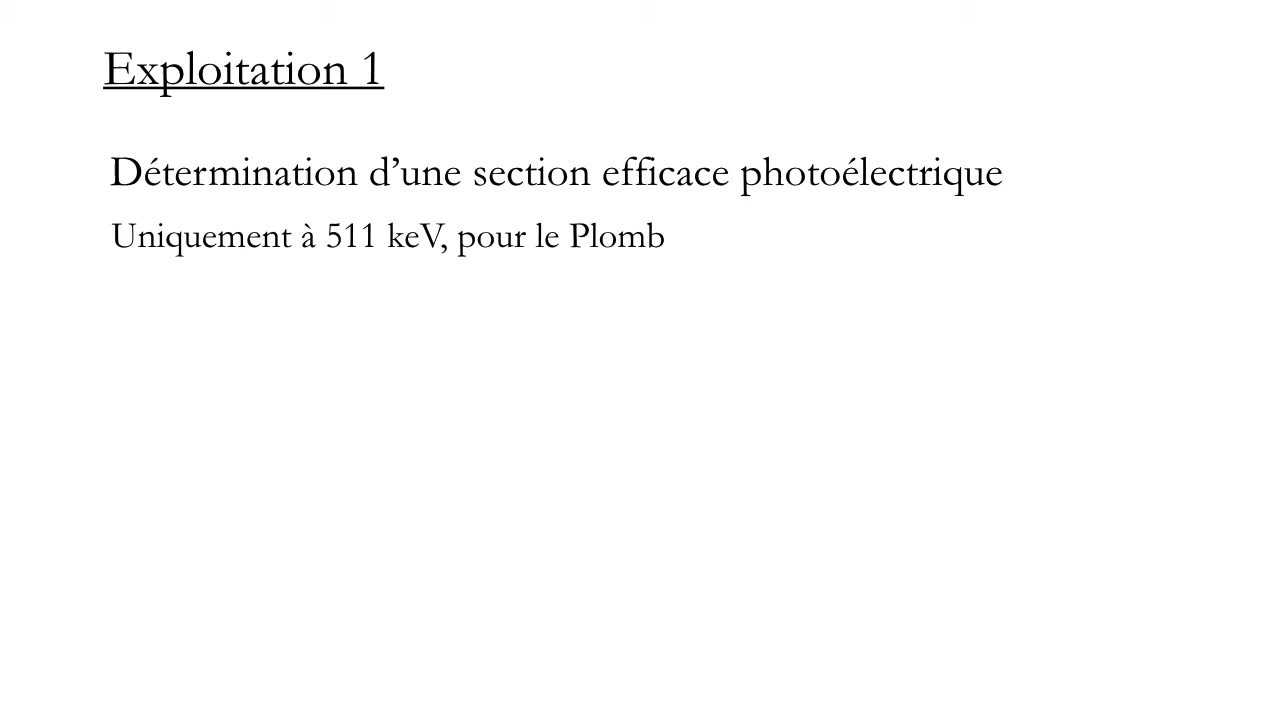 Exploitation 1
Détermination d’une section efficace photoélectrique
Uniquement à 511 keV, pour le Plomb